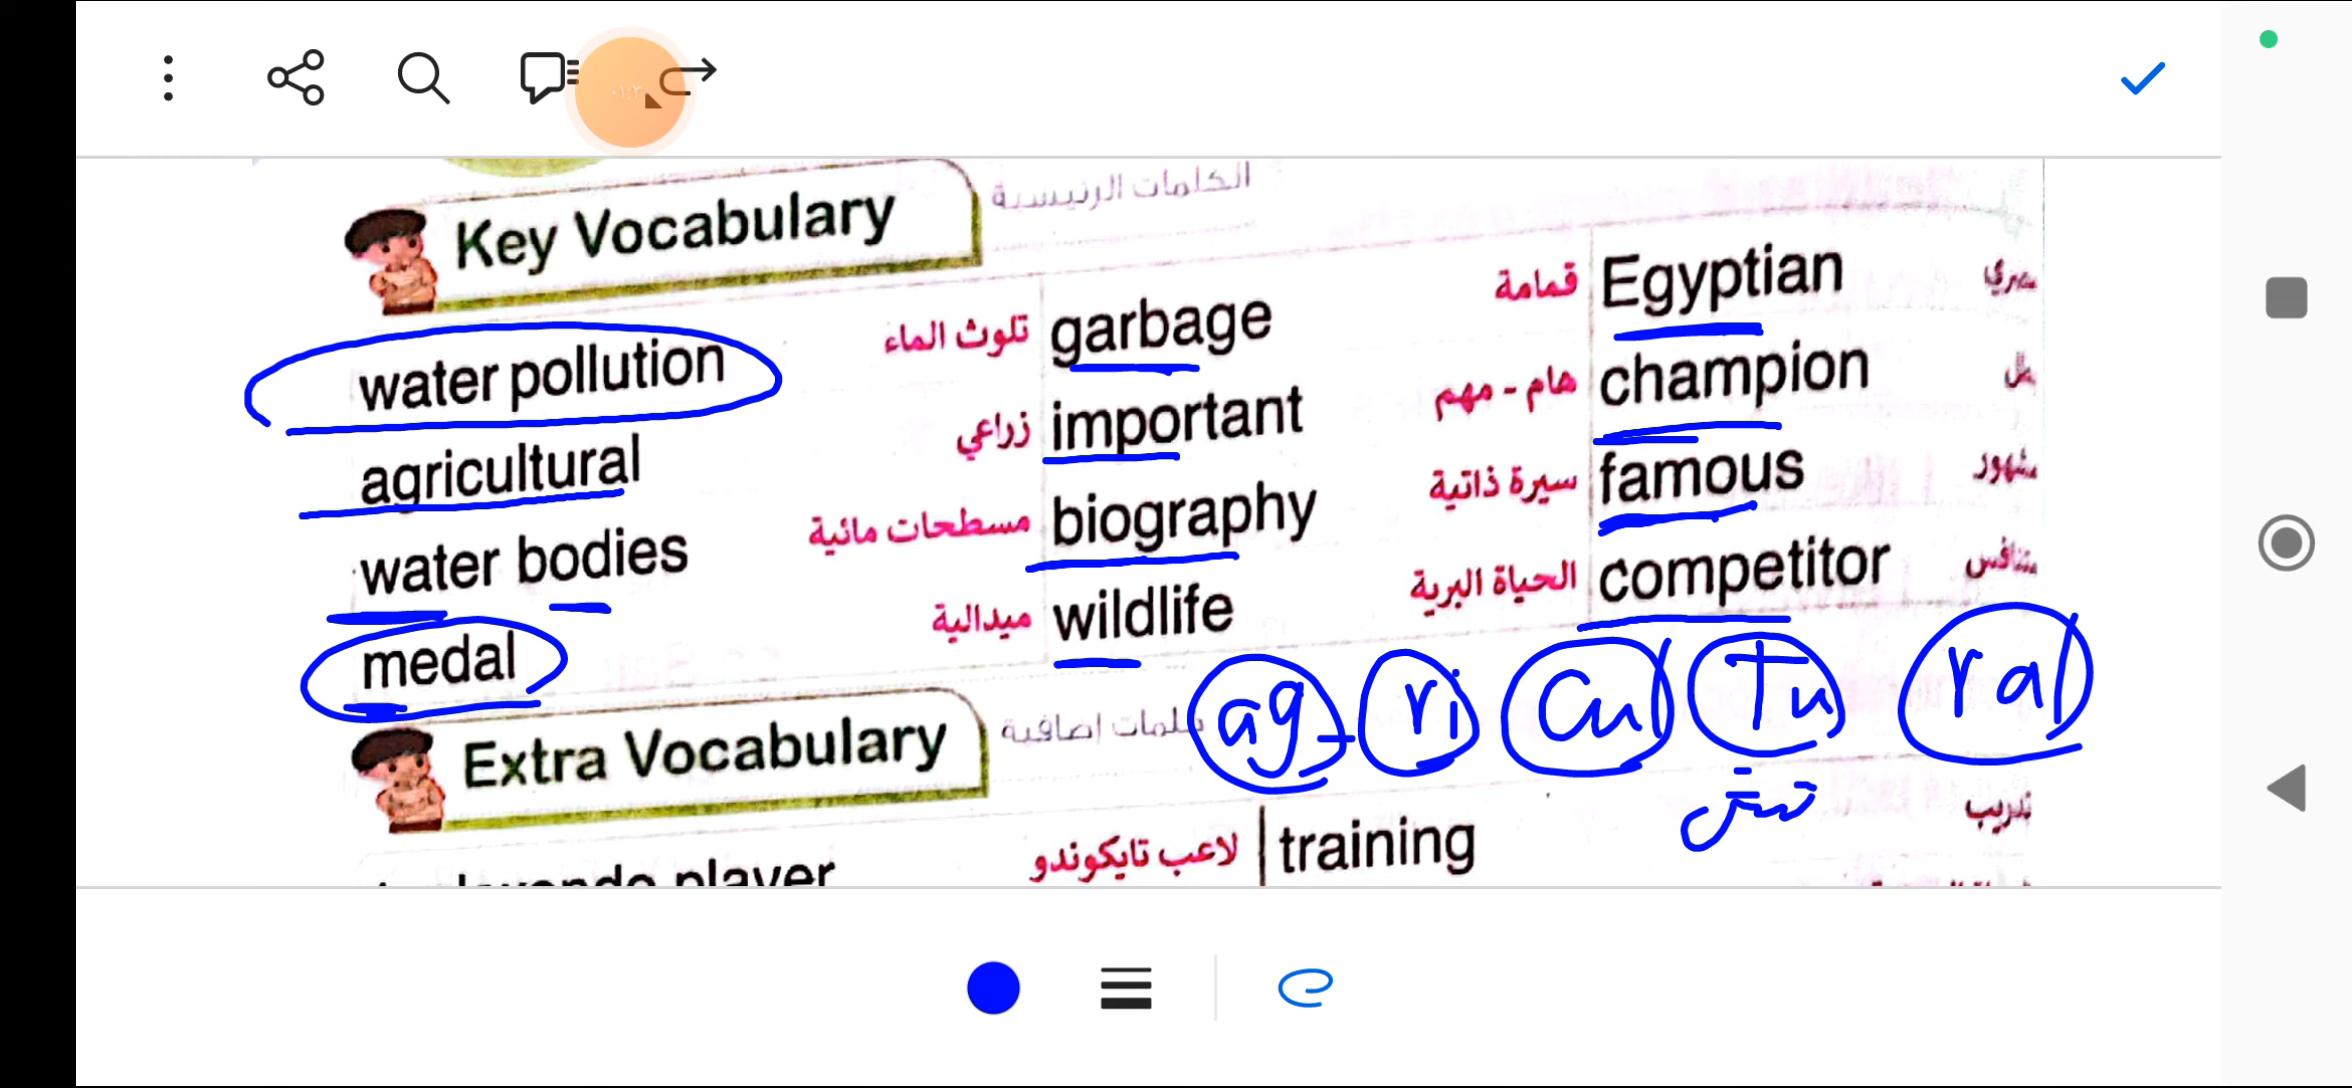 Key Vocabulary الكلمات الرئيسية
water pollution تلوث الماء garbage قمامة Egyptian مصري
agricultural زراعي important هام - مهم champion بطل
water bodies مسطحات مائية biography سيرة ذاتية famous مشهور
medal ميدالية wildlife الحياة البرية competitor متنافس
ag ri cul Tu ral
Extra Vocabulary كلمات إضافية
player لاعب تايكوندو training تدريب